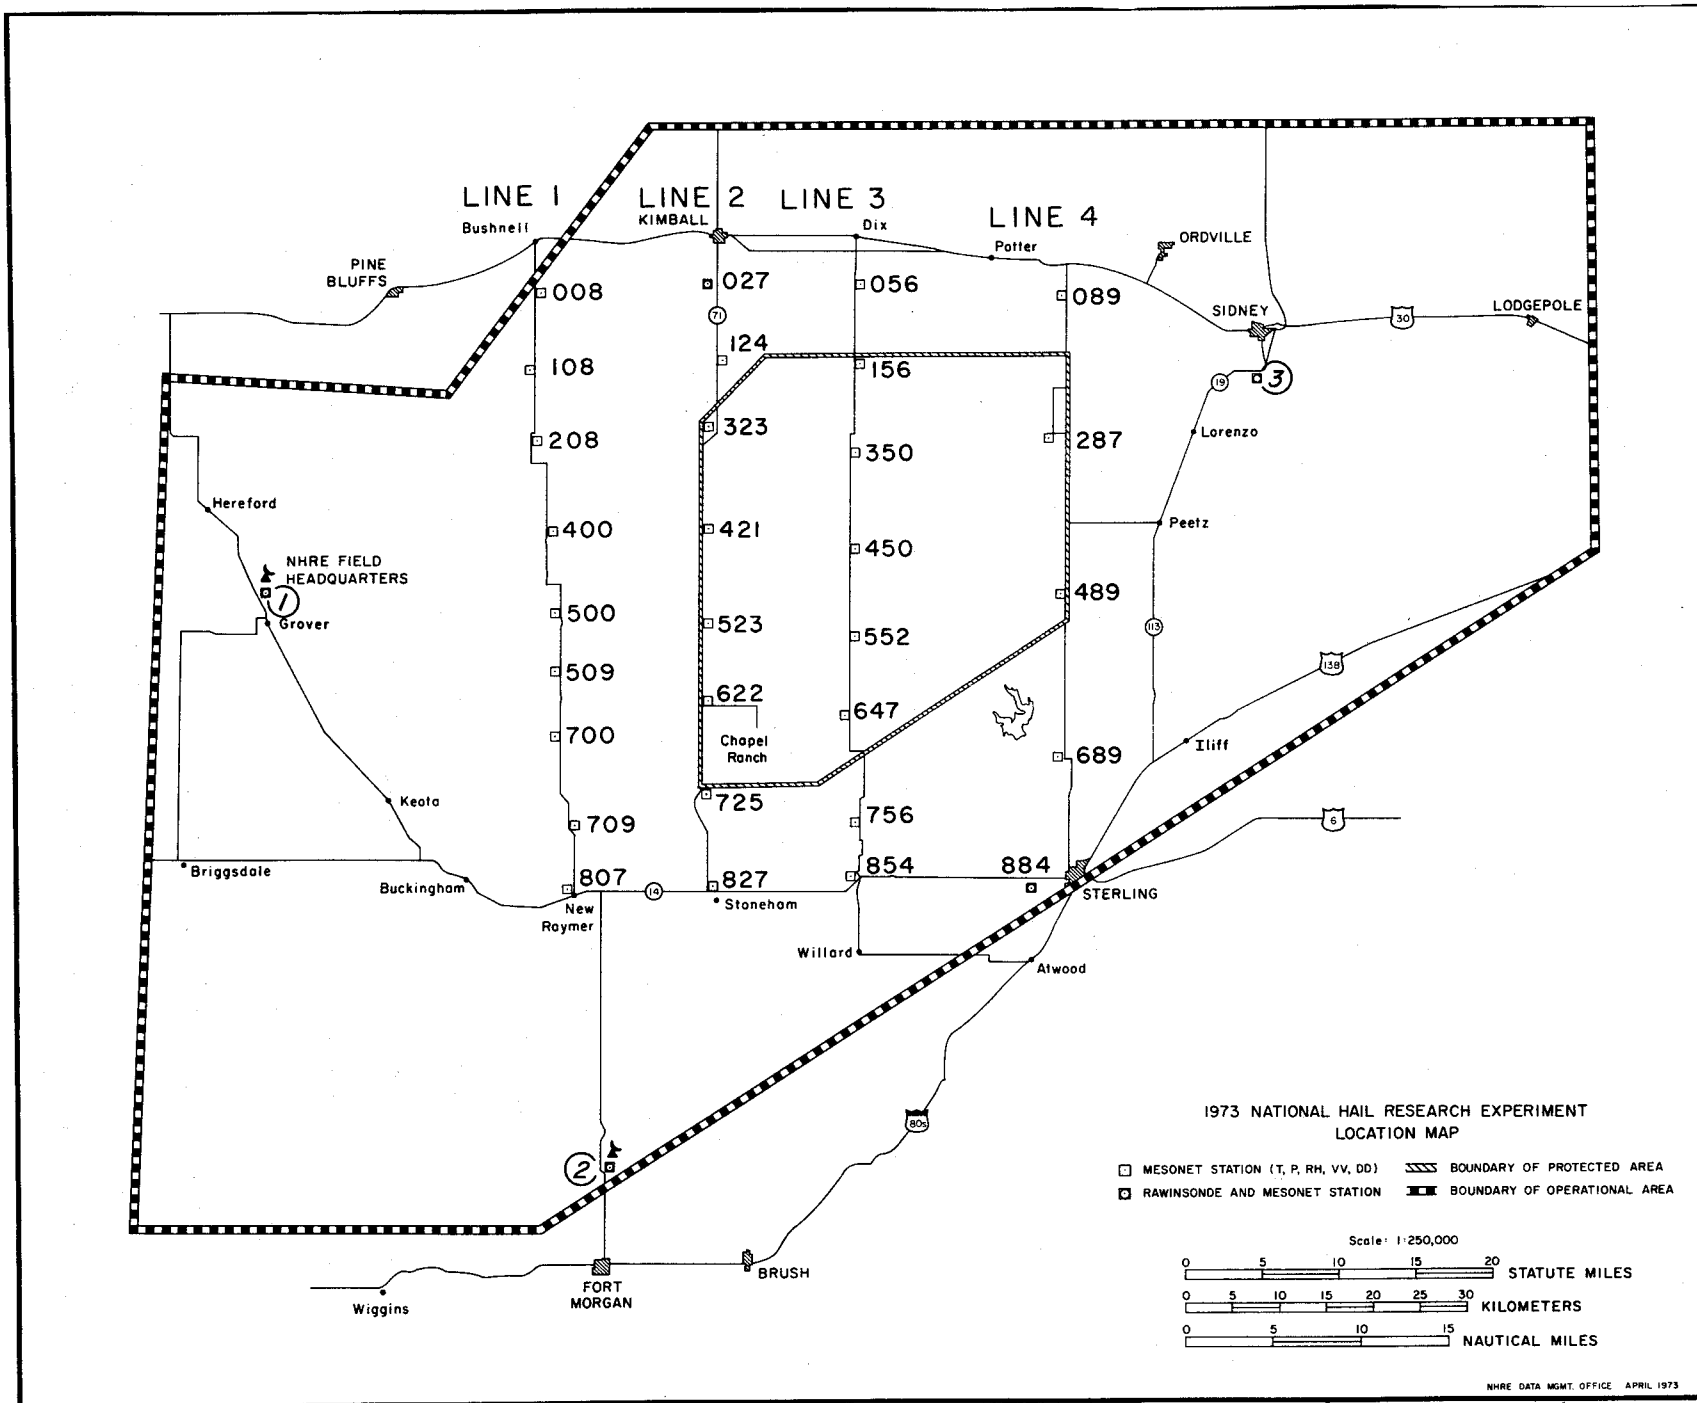 LINE 1
LINE 2
LINE 3
LINE 4
Bushnell
KIMBALL
Dix
Potter
ORDVILLE
PINE
BLUFFS
SIDNEY
LODGEPOLE
008
027
056
089
71
30
124
108
156
19
3
323
208
350
287
Lorenzo
Hereford
400
421
450
Peetz
NHRE FIELD
HEADQUARTERS
1
Grover
500
523
552
489
113
509
622
647
138
700
Chapel
Ranch
689
Iliff
Keota
725
709
756
6
Briggsdale
Buckingham
807
14
827
854
884
STERLING
New
Raymer
Stoneham
Willard
Atwood
80s
2
FORT
MORGAN
BRUSH
Wiggins
1973 NATIONAL HAIL RESEARCH EXPERIMENT
LOCATION MAP
MESONET STATION (T, P, RH, VV, DD)
BOUNDARY OF PROTECTED AREA
RAWINSONDE AND MESONET STATION
BOUNDARY OF OPERATIONAL AREA
Scale: 1:250,000
0 5 10 15 20
STATUTE MILES
0 5 10 15 20 25 30
KILOMETERS
0 5 10 15
NAUTICAL MILES
NHRE DATA MGMT. OFFICE APRIL 1973